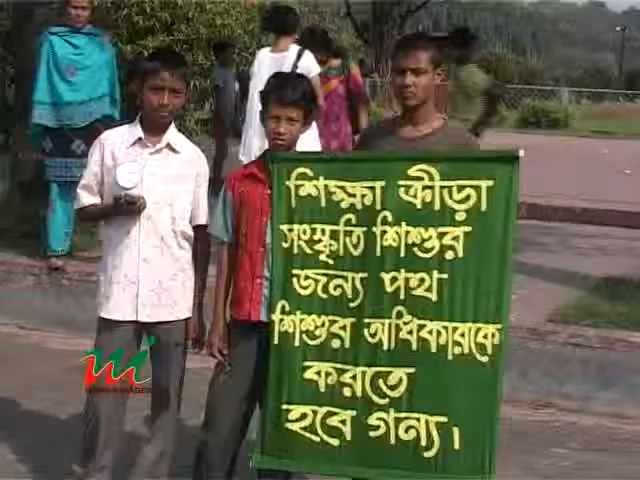 শিক্ষা ক্রীড়া
সংস্কৃতি শিশুর
জন্য পথ
শিশুর অধিকারকে
করতে
হবে গন্য।